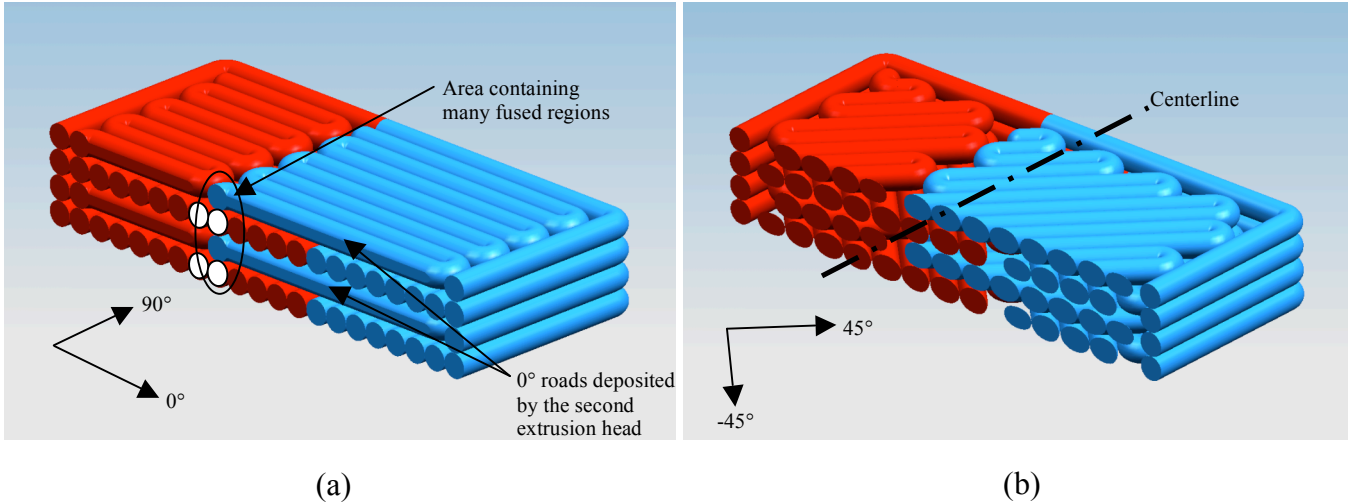 Area containing
many fused regions
90°
0°
0° roads deposited
by the second
extrusion head
(a)
Centerline
45°
-45°
(b)